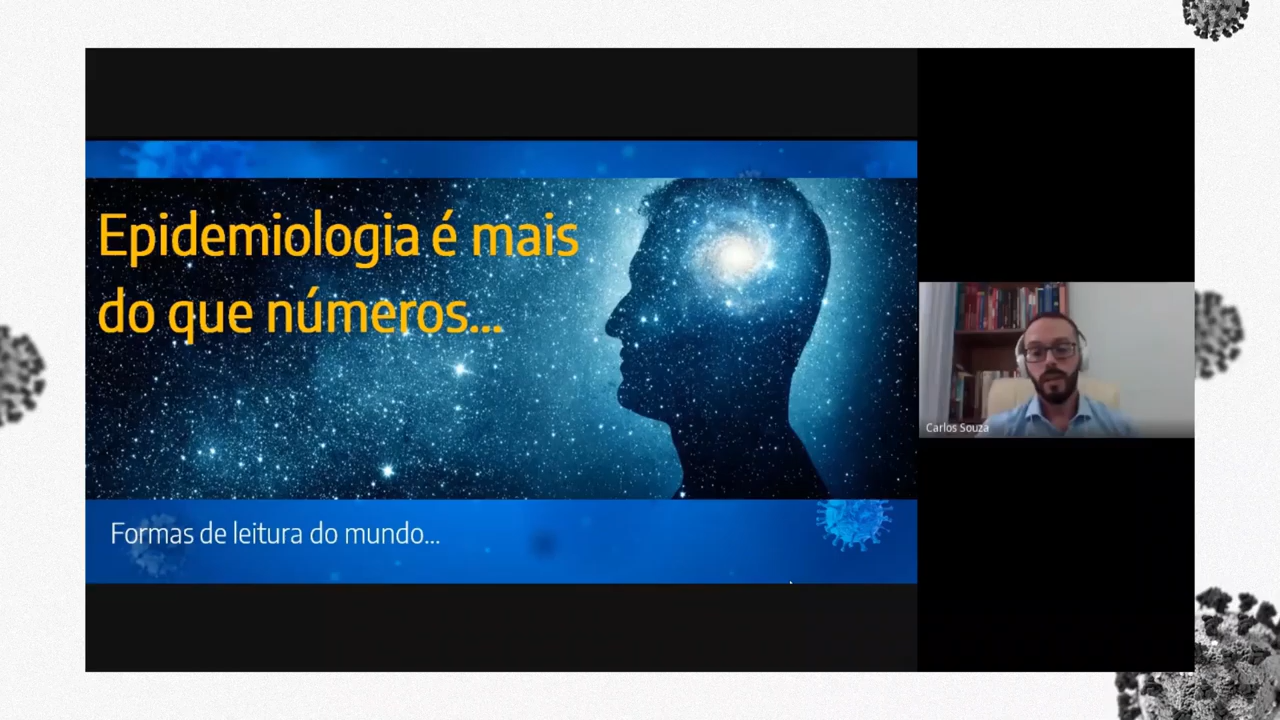 Epidemiologia é mais
do que números...
Formas de leitura do mundo...
Carlos Souza